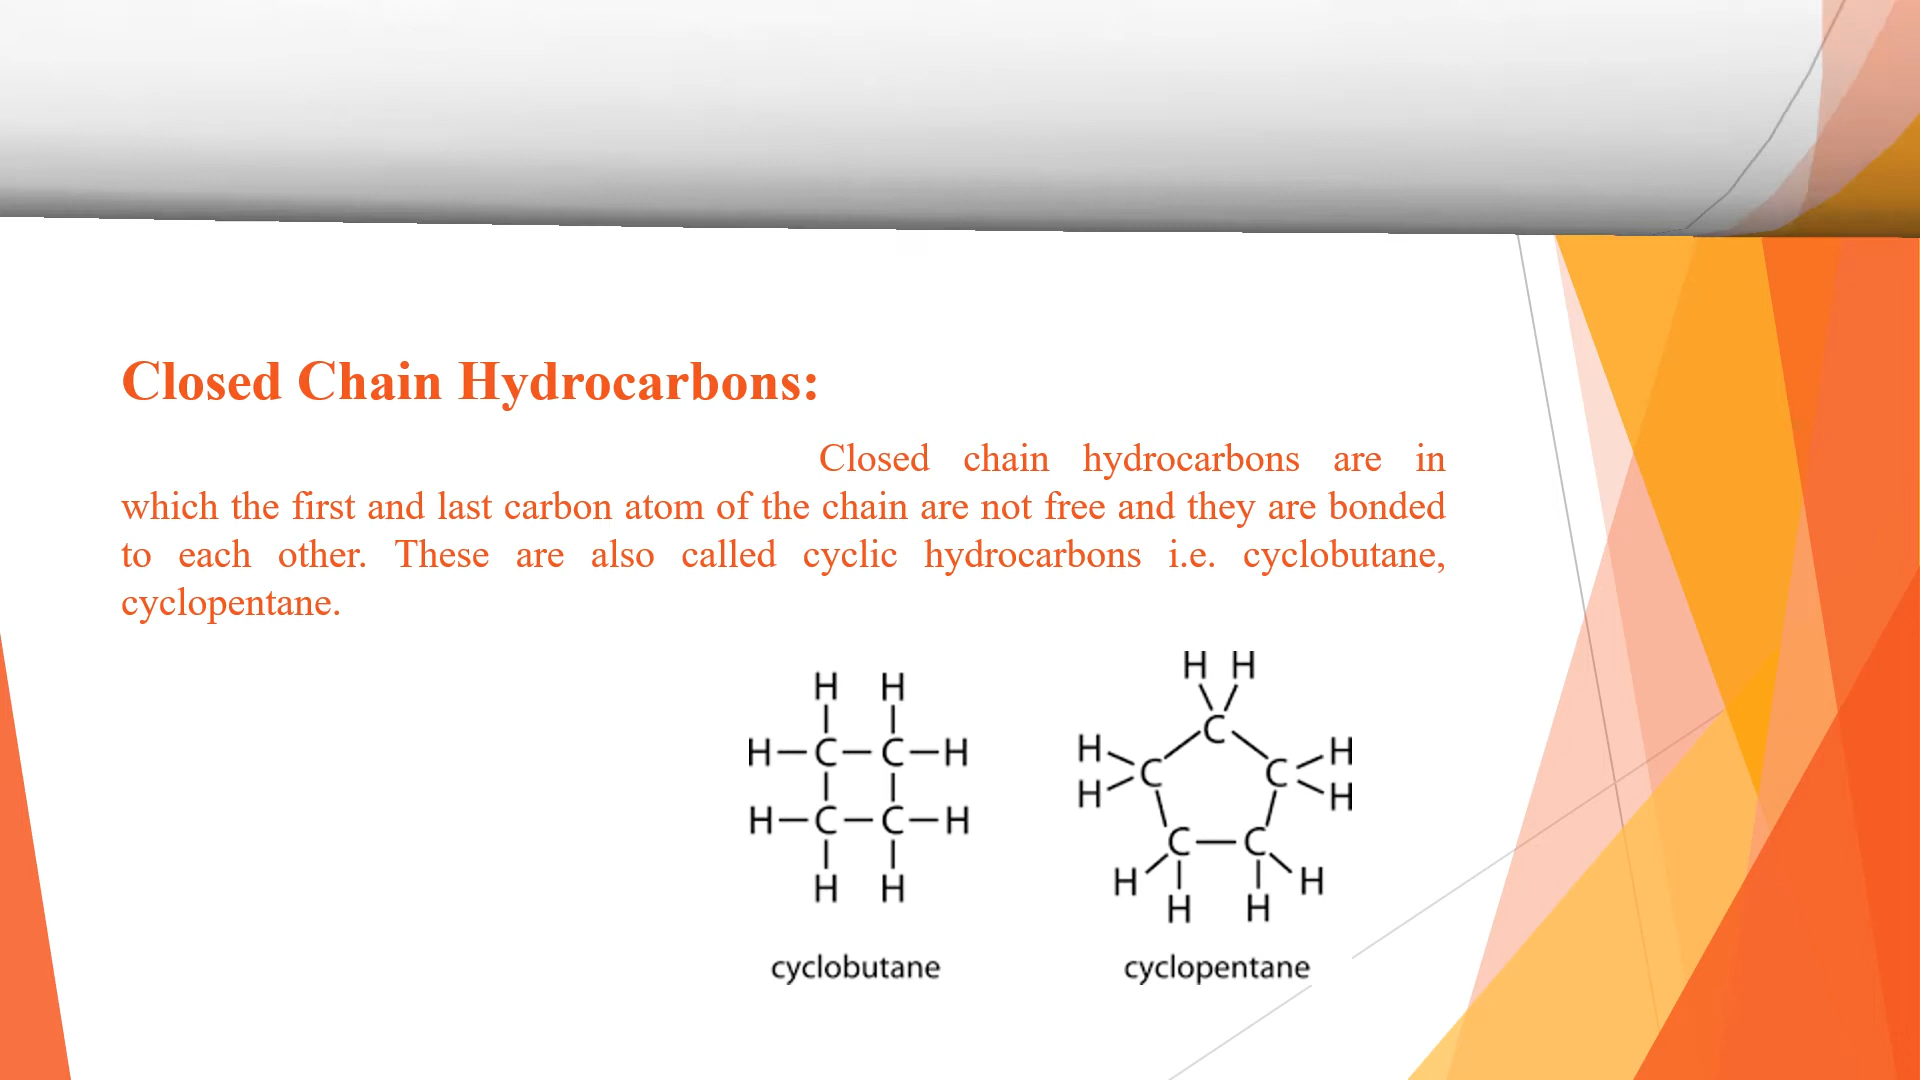 Closed Chain Hydrocarbons:
Closed chain hydrocarbons are in
which the first and last carbon atom of the chain are not free and they are bonded
to each other. These are also called cyclic hydrocarbons i.e. cyclobutane,
cyclopentane.
H H
H H
H—C—C—H
H—C—C—H
H H
cyclobutane
H H
C
H C C H
H H
C—C
H H
H H
cyclopentane